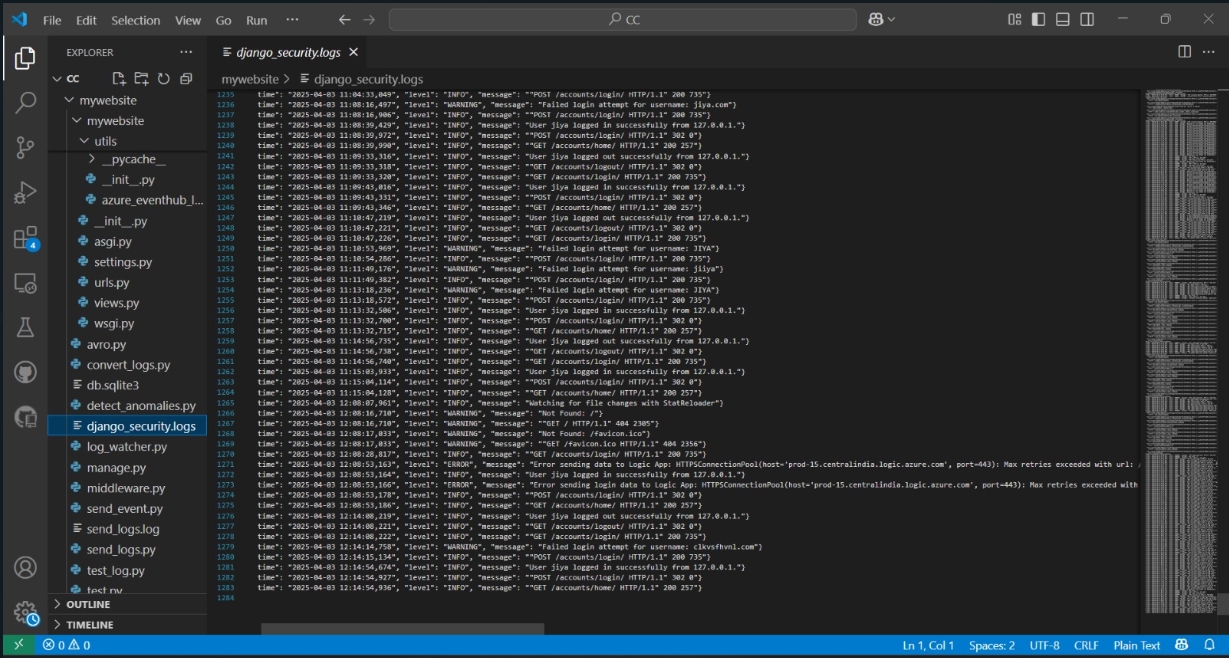 File Edit Selection View Go Run ··· CC
EXPLORER ···
CC
mywebsite
mywebsite
utils
__pycache__
__init__.py
azure_eventhub_l...
__init__.py
asgi.py
settings.py
urls.py
views.py
wsgi.py
avro.py
convert_logs.py
db.sqlite3
detect_anomalies.py
django_security.logs
log_watcher.py
manage.py
middleware.py
send_event.py
send_logs.log
send_logs.py
test_log.py
test.py
OUTLINE
TIMELINE
4
django_security.logs
mywebsite > django_security.logs
1235 time": "2025-04-03 11:04:33,049", "level": "INFO", "message": ""POST /accounts/login/ HTTP/1.1" 200 735"}
1236 time": "2025-04-03 11:08:16,497", "level": "WARNING", "message": "Failed login attempt for username: jiya.com"}
1237 time": "2025-04-03 11:08:16,906", "level": "INFO", "message": ""POST /accounts/login/ HTTP/1.1" 200 735"}
1238 time": "2025-04-03 11:08:39,429", "level": "INFO", "message": "User jiya logged in successfully from 127.0.0.1."}
1239 time": "2025-04-03 11:08:39,972", "level": "INFO", "message": ""POST /accounts/login/ HTTP/1.1" 302 0"}
1240 time": "2025-04-03 11:08:39,990", "level": "INFO", "message": ""GET /accounts/home/ HTTP/1.1" 200 257"}
1241 time": "2025-04-03 11:09:33,316", "level": "INFO", "message": "User jiya logged out successfully from 127.0.0.1."}
1242 time": "2025-04-03 11:09:33,318", "level": "INFO", "message": ""GET /accounts/logout/ HTTP/1.1" 302 0"}
1243 time": "2025-04-03 11:09:33,320", "level": "INFO", "message": ""GET /accounts/login/ HTTP/1.1" 200 735"}
1244 time": "2025-04-03 11:09:43,016", "level": "INFO", "message": "User jiya logged in successfully from 127.0.0.1."}
1245 time": "2025-04-03 11:09:43,331", "level": "INFO", "message": ""POST /accounts/login/ HTTP/1.1" 302 0"}
1246 time": "2025-04-03 11:09:43,346", "level": "INFO", "message": ""GET /accounts/home/ HTTP/1.1" 200 257"}
1247 time": "2025-04-03 11:10:47,219", "level": "INFO", "message": "User jiya logged out successfully from 127.0.0.1."}
1248 time": "2025-04-03 11:10:47,221", "level": "INFO", "message": ""GET /accounts/logout/ HTTP/1.1" 302 0"}
1249 time": "2025-04-03 11:10:47,226", "level": "INFO", "message": ""GET /accounts/login/ HTTP/1.1" 200 735"}
1250 time": "2025-04-03 11:10:53,969", "level": "WARNING", "message": "Failed login attempt for username: JIYA"}
1251 time": "2025-04-03 11:10:54,286", "level": "INFO", "message": ""POST /accounts/login/ HTTP/1.1" 200 735"}
1252 time": "2025-04-03 11:11:49,176", "level": "WARNING", "message": "Failed login attempt for username: jiiya"}
1253 time": "2025-04-03 11:11:49,382", "level": "INFO", "message": ""POST /accounts/login/ HTTP/1.1" 200 735"}
1254 time": "2025-04-03 11:13:18,236", "level": "WARNING", "message": "Failed login attempt for username: JIYA"}
1255 time": "2025-04-03 11:13:18,572", "level": "INFO", "message": ""POST /accounts/login/ HTTP/1.1" 200 735"}
1256 time": "2025-04-03 11:13:32,506", "level": "INFO", "message": "User jiya logged in successfully from 127.0.0.1."}
1257 time": "2025-04-03 11:13:32,700", "level": "INFO", "message": ""POST /accounts/login/ HTTP/1.1" 302 0"}
1258 time": "2025-04-03 11:13:32,715", "level": "INFO", "message": ""GET /accounts/home/ HTTP/1.1" 200 257"}
1259 time": "2025-04-03 11:14:56,735", "level": "INFO", "message": "User jiya logged out successfully from 127.0.0.1."}
1260 time": "2025-04-03 11:14:56,738", "level": "INFO", "message": ""GET /accounts/logout/ HTTP/1.1" 302 0"}
1261 time": "2025-04-03 11:14:56,740", "level": "INFO", "message": ""GET /accounts/login/ HTTP/1.1" 200 735"}
1262 time": "2025-04-03 11:15:03,933", "level": "INFO", "message": "User jiya logged in successfully from 127.0.0.1."}
1263 time": "2025-04-03 11:15:04,114", "level": "INFO", "message": ""POST /accounts/login/ HTTP/1.1" 302 0"}
1264 time": "2025-04-03 11:15:04,128", "level": "INFO", "message": ""GET /accounts/home/ HTTP/1.1" 200 257"}
1265 time": "2025-04-03 12:08:07,961", "level": "INFO", "message": "Watching for file changes with StatReloader"}
1266 time": "2025-04-03 12:08:16,710", "level": "WARNING", "message": "Not Found: /"}
1267 time": "2025-04-03 12:08:16,710", "level": "WARNING", "message": ""GET / HTTP/1.1" 404 2305"}
1268 time": "2025-04-03 12:08:17,033", "level": "WARNING", "message": "Not Found: /favicon.ico"}
1269 time": "2025-04-03 12:08:17,033", "level": "WARNING", "message": ""GET /favicon.ico HTTP/1.1" 404 2356"}
1270 time": "2025-04-03 12:08:28,817", "level": "INFO", "message": ""GET /accounts/login/ HTTP/1.1" 200 735"}
1271 time": "2025-04-03 12:08:53,163", "level": "ERROR", "message": "Error sending data to Logic App: HTTPSConnectionPool(host='prod-15.centralindia.logic.azure.com', port=443): Max retries exceeded with url: /
1272 time": "2025-04-03 12:08:53,164", "level": "INFO", "message": "User jiya logged in successfully from 127.0.0.1."}
1273 time": "2025-04-03 12:08:53,166", "level": "ERROR", "message": "Error sending login data to Logic App: HTTPSConnectionPool(host='prod-15.centralindia.logic.azure.com', port=443): Max retries exceeded with
1274 time": "2025-04-03 12:08:53,178", "level": "INFO", "message": ""POST /accounts/login/ HTTP/1.1" 302 0"}
1275 time": "2025-04-03 12:08:53,186", "level": "INFO", "message": ""GET /accounts/home/ HTTP/1.1" 200 257"}
1276 time": "2025-04-03 12:14:08,219", "level": "INFO", "message": "User jiya logged out successfully from 127.0.0.1."}
1277 time": "2025-04-03 12:14:08,221", "level": "INFO", "message": ""GET /accounts/logout/ HTTP/1.1" 302 0"}
1278 time": "2025-04-03 12:14:08,222", "level": "INFO", "message": ""GET /accounts/login/ HTTP/1.1" 200 735"}
1279 time": "2025-04-03 12:14:14,758", "level": "WARNING", "message": "Failed login attempt for username: clkvsfhvnl.com"}
1280 time": "2025-04-03 12:14:15,134", "level": "INFO", "message": ""POST /accounts/login/ HTTP/1.1" 200 735"}
1281 time": "2025-04-03 12:14:54,674", "level": "INFO", "message": "User jiya logged in successfully from 127.0.0.1."}
1282 time": "2025-04-03 12:14:54,927", "level": "INFO", "message": ""POST /accounts/login/ HTTP/1.1" 302 0"}
1283 time": "2025-04-03 12:14:54,936", "level": "INFO", "message": ""GET /accounts/home/ HTTP/1.1" 200 257"}
1284
0 0 Ln 1, Col 1 Spaces: 2 UTF-8 CRLF Plain Text